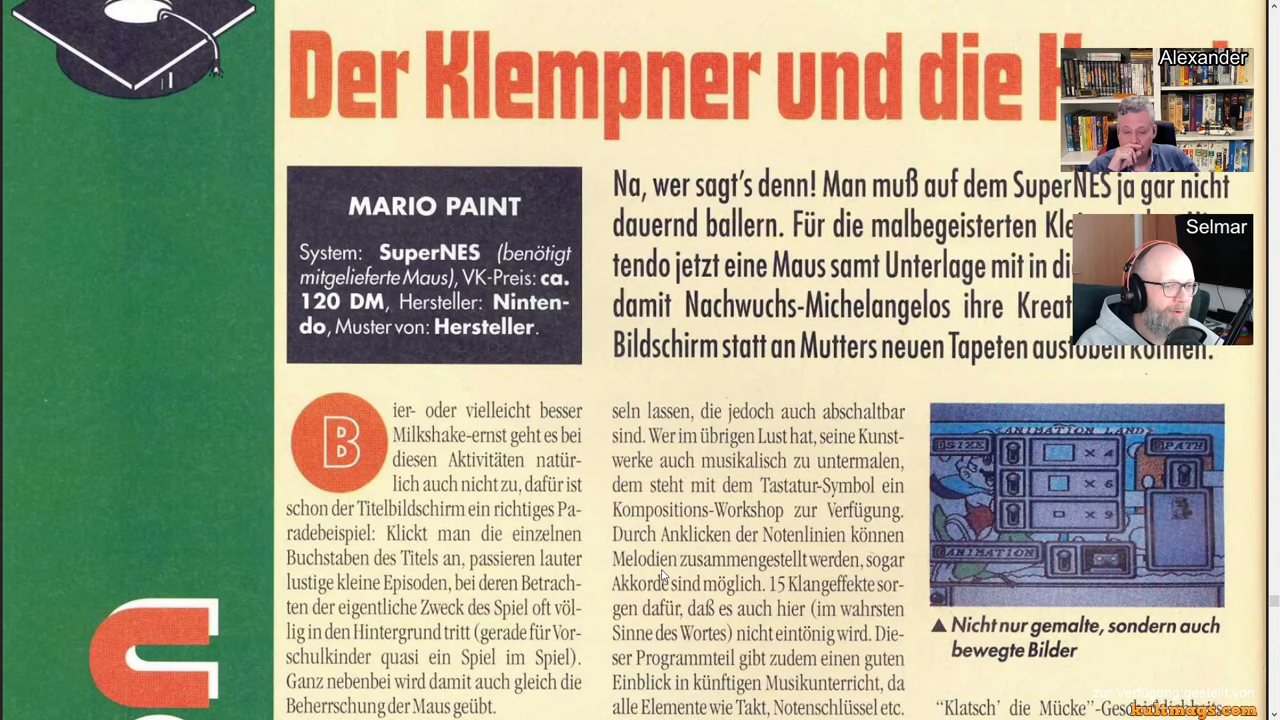 Der Klempner und die
Alexander
Selmar
MARIO PAINT
System: SuperNES (benötigt
mitgelieferte Maus), VK-Preis: ca.
120 DM, Hersteller: Ninten-
do, Muster von: Hersteller.
Na, wer sagt's denn! Man muß auf dem SuperNES ja gar nicht
dauernd ballern. Für die malbegeisterten
tendo jetzt eine Maus samt Unterlage mit in
damit Nachwuchs-Michelangelos ihre
Bildschirm statt an Mutters neuen Tapeten austoben können.
B
ier- oder vielleicht besser
Milkshake-ernst geht es bei
diesen Aktivitäten natür-
lich auch nicht zu, dafür ist
schon der Titelbildschirm ein richtiges Pa-
radebeispiel: Klickt man die einzelnen
Buchstaben des Titels an, passieren lauter
lustige kleine Episoden, bei deren Betrach-
ten der eigentliche Zweck des Spiel oft völ-
lig in den Hintergrund tritt (gerade für Vor-
schulkinder quasi ein Spiel im Spiel).
Ganz nebenbei wird damit auch gleich die
Beherrschung der Maus geübt.
seln lassen, die jedoch auch abschaltbar
sind. Wer im übrigen Lust hat, seine Kunst-
werke auch musikalisch zu untermalen,
dem steht mit dem Tastatur-Symbol ein
Kompositions-Workshop zur Verfügung.
Durch Anklicken der Notenlinien können
Melodien zusammengestellt werden, sogar
Akkorde sind möglich. 15 Klangeffekte sor-
gen dafür, daß es auch hier (im wahrsten
Sinne des Wortes) nicht eintönig wird. Die-
ser Programmteil gibt zudem einen guten
Einblick in künftigen Musikunterricht, da
alle Elemente wie Takt, Notenschlüssel etc.
ANIMATION LAND
SIZE
PATH
× 4
× 6
× 9
ANIMATION
▲ Nicht nur gemalte, sondern auch
bewegte Bilder
"Klatsch' die Mücke"-
zur Verfügung gestellt von
kultmags.com